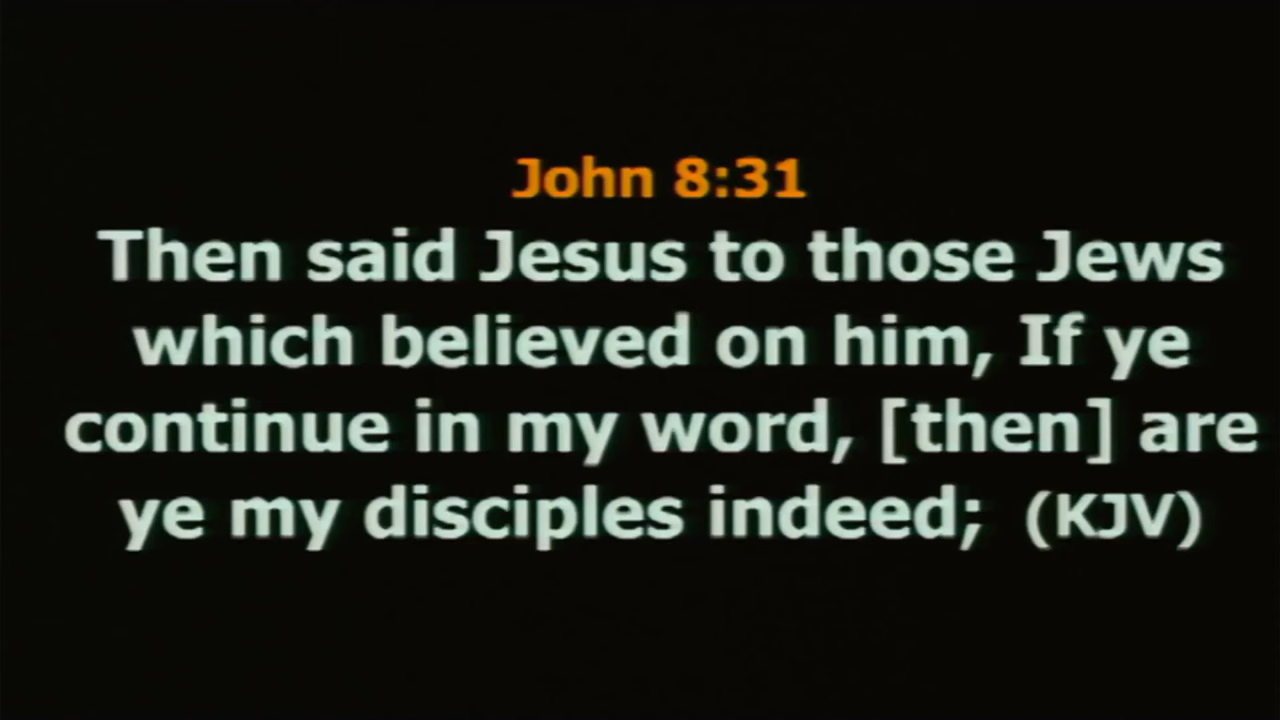 John 8:31
Then said Jesus to those Jews
which believed on him, If ye
continue in my word, [then] are
ye my disciples indeed; (KJV)